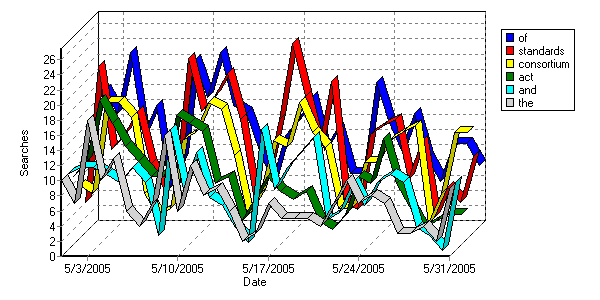 26
24
22
20
18
16
14
12
10
8
6
4
2
0
Searches
5/3/2005 5/10/2005 5/17/2005 5/24/2005 5/31/2005
Date
of
standards
consortium
act
and
the